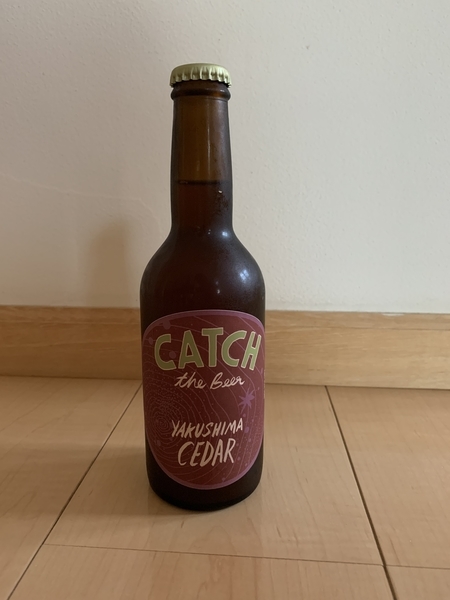 CATCH
the Beer
YAKUSHIMA
CEDAR